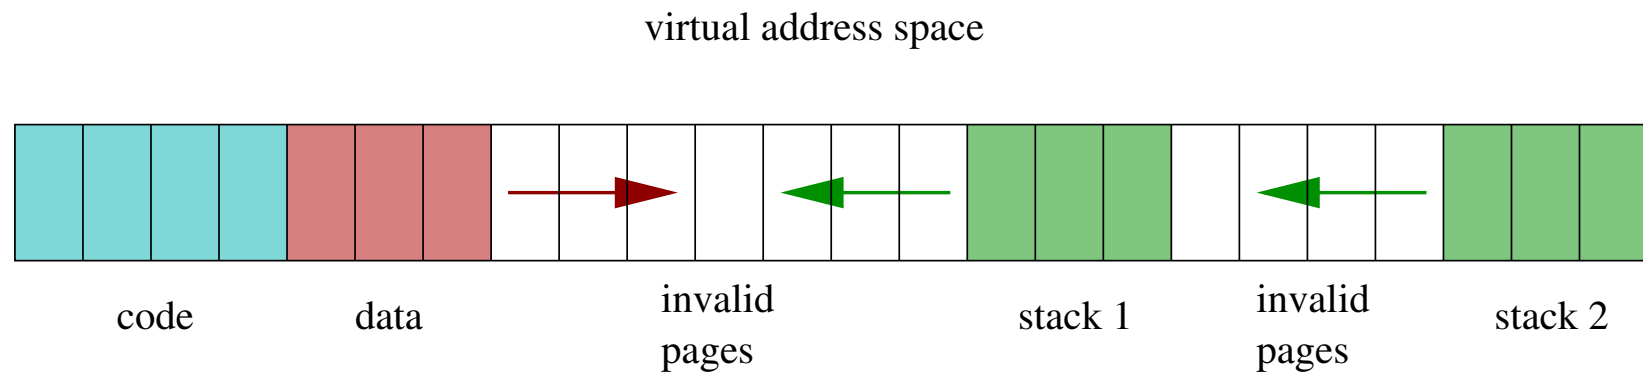 virtual address space
code
data
invalid
pages
stack 1
invalid
pages
stack 2